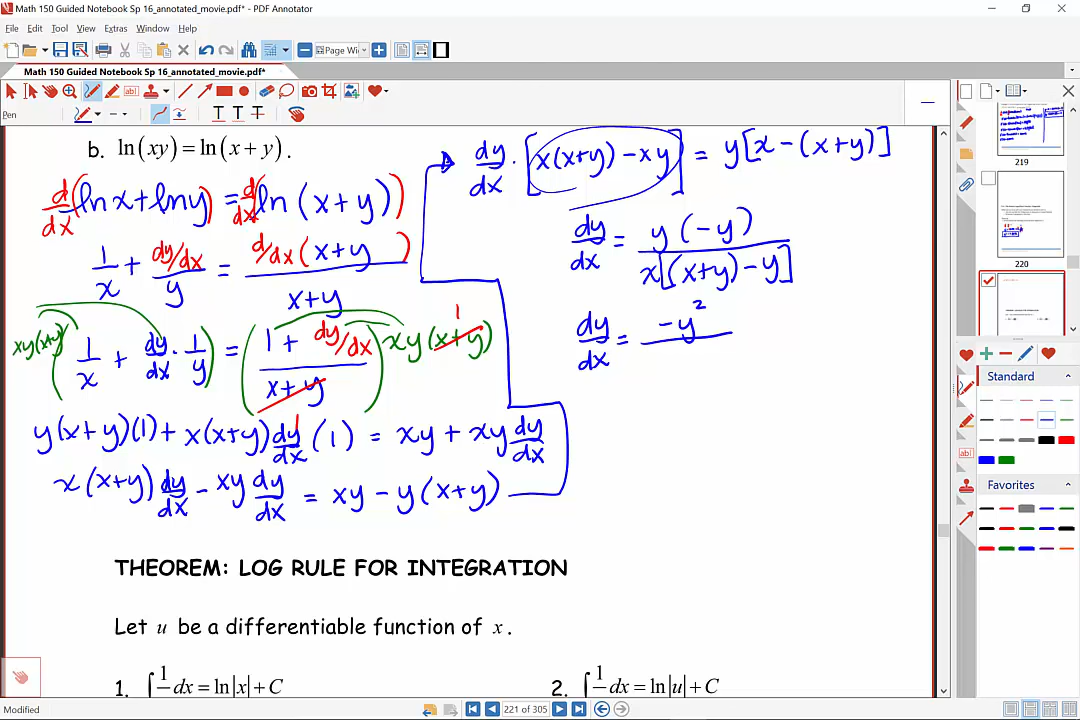 Math 150 Guided Notebook Sp 16_annotated_movie.pdf* - PDF Annotator
File Edit View Tool Extras Window Help
Page Wi
Math 150 Guided Notebook Sp 16_annotated_movie.pdf*
Pen
b. ln(xy) = ln(x + y).
d/dx(ln x + ln y) = d/dx(ln (x+y))
1/x + (dy/dx)/y = d/dx(x+y)/(x+y)
xy(x+y)(1/x + dy/dx · 1/y) = ((1 + dy/dx)/(x+y)) xy(x+y) 1
y(x+y)(1) + x(x+y) dy/dx (1) = xy + xy dy/dx
x(x+y) dy/dx - xy dy/dx = xy - y(x+y)
dy/dx · [x(x+y) - xy] = y[x - (x+y)]
dy/dx = y(-y)/x[(x+y) - y]
dy/dx = -y²/
THEOREM: LOG RULE FOR INTEGRATION
Let u be a differentiable function of x.
1. ∫ 1/ dx = ln|x| + C
2. ∫ 1/ dx = ln|u| + C
219
220
Standard
Favorites
Modified
221 of 305